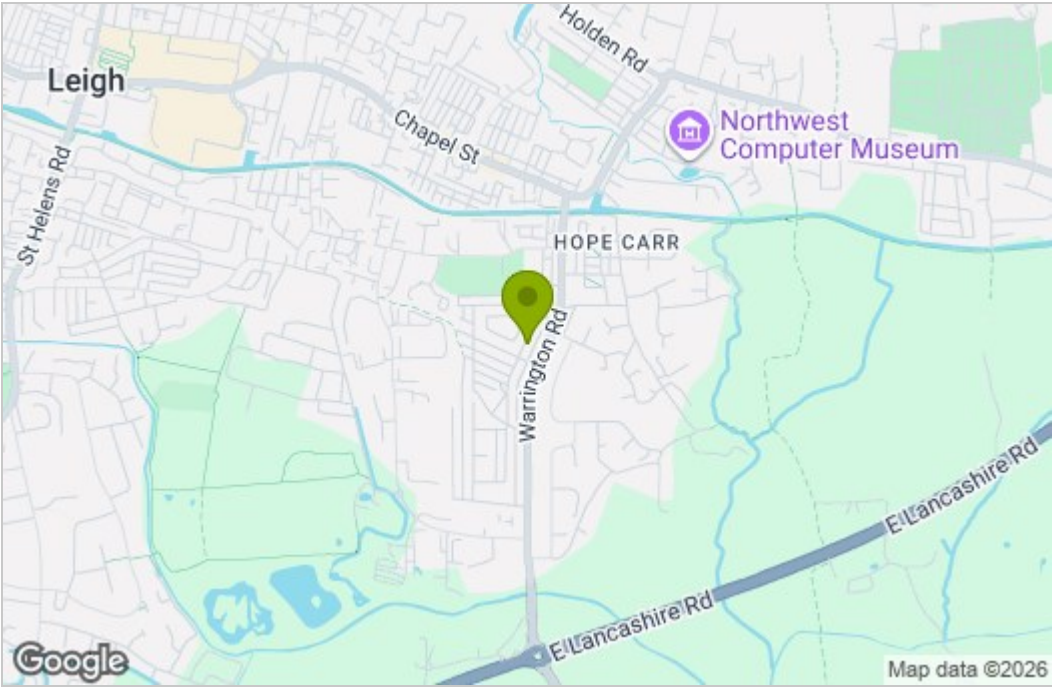 Holden Rd
Leigh
Chapel St
Northwest
Computer Museum
St Helens Rd
HOPE CARR
Warrington Rd
E Lancashire Rd
E Lancashire Rd
Google
Map data ©2026